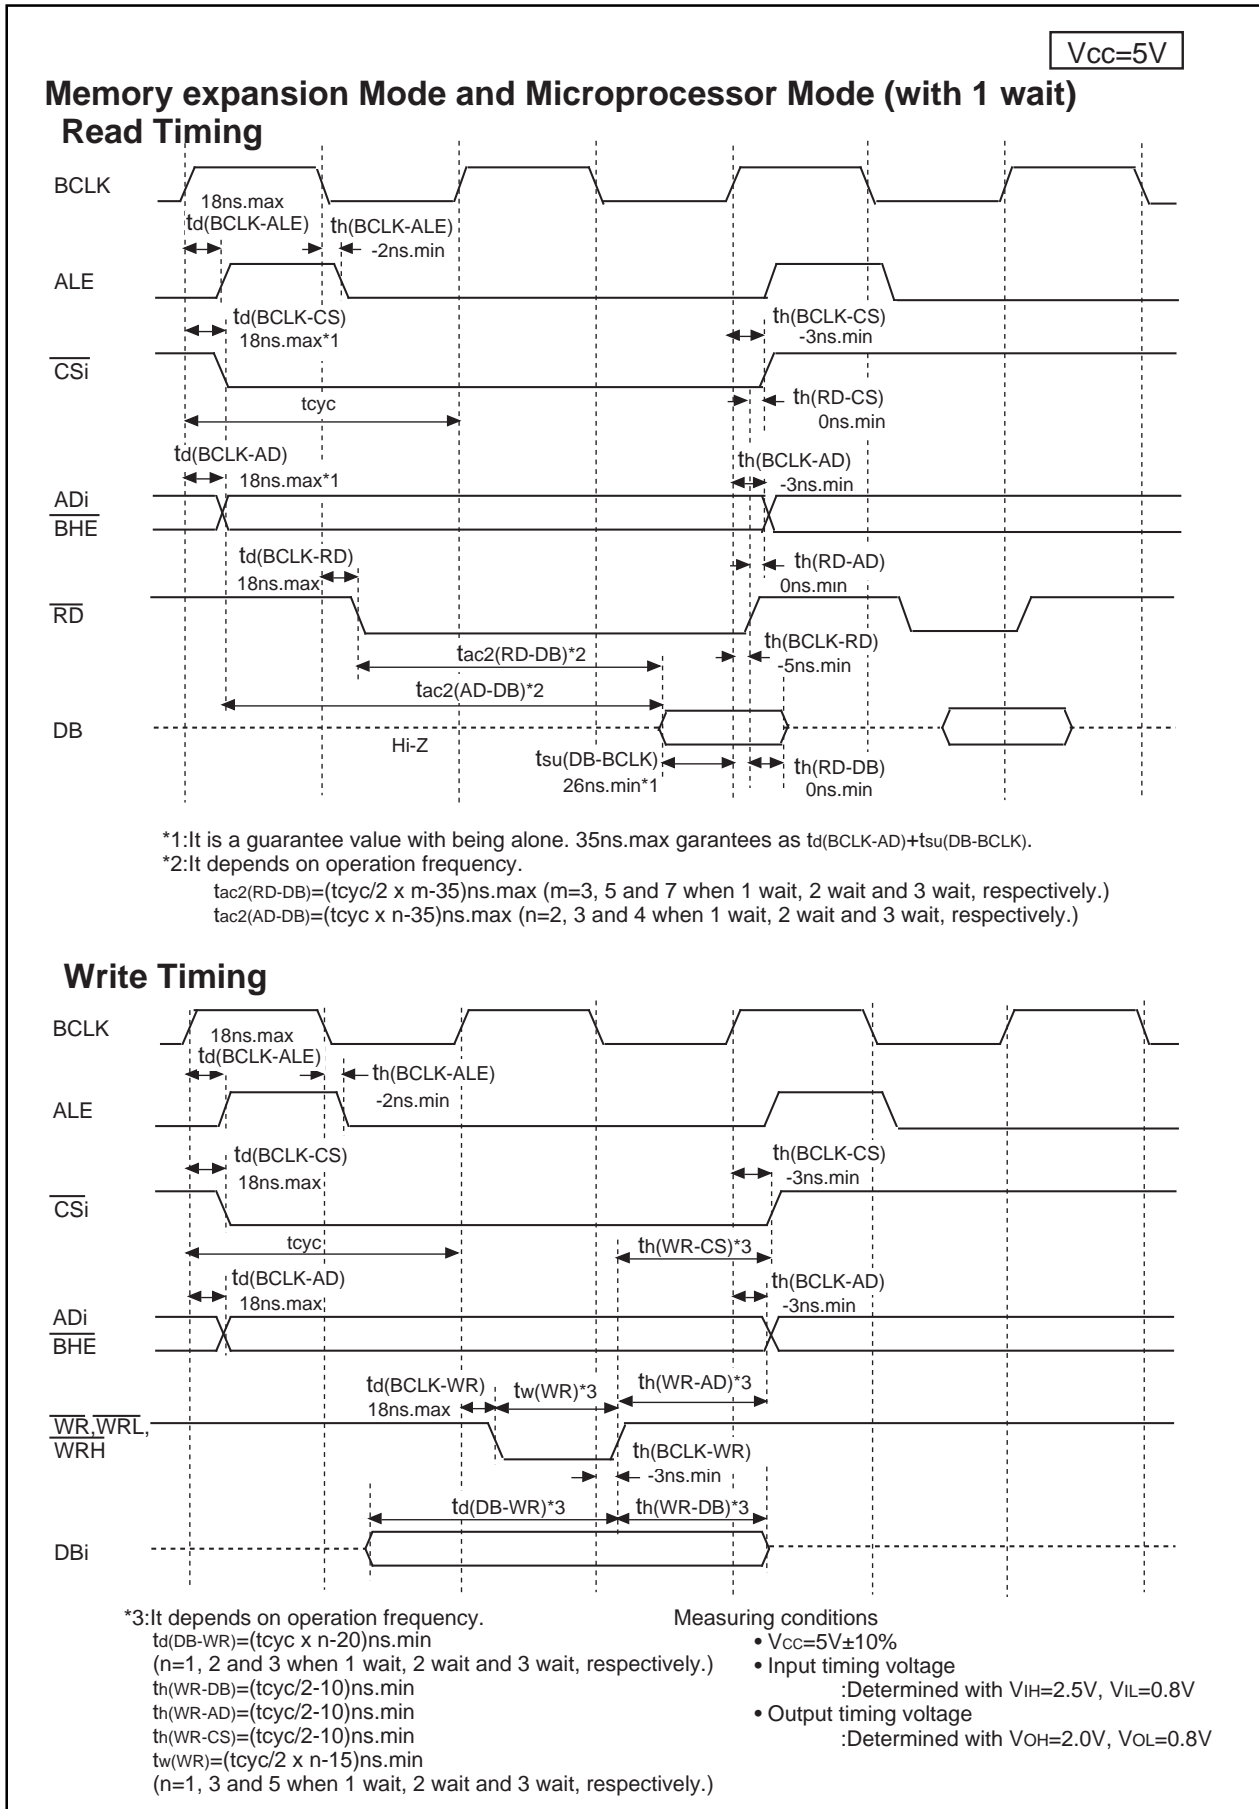 Vcc=5V
Memory expansion Mode and Microprocessor Mode (with 1 wait)
Read Timing
BCLK
18ns.max
td(BCLK-ALE)
th(BCLK-ALE)
-2ns.min
ALE
td(BCLK-CS)
18ns.max*1
th(BCLK-CS)
-3ns.min
CSi
tcyc
th(RD-CS)
0ns.min
td(BCLK-AD)
18ns.max*1
th(BCLK-AD)
-3ns.min
ADi
BHE
td(BCLK-RD)
18ns.max
th(RD-AD)
0ns.min
RD
th(BCLK-RD)
-5ns.min
tac2(RD-DB)*2
tac2(AD-DB)*2
DB
Hi-Z
tsu(DB-BCLK)
26ns.min*1
th(RD-DB)
0ns.min
*1:It is a guarantee value with being alone. 35ns.max garantees as td(BCLK-AD)+tsu(DB-BCLK).
*2:It depends on operation frequency.
tac2(RD-DB)=(tcyc/2 x m-35)ns.max (m=3, 5 and 7 when 1 wait, 2 wait and 3 wait, respectively.)
tac2(AD-DB)=(tcyc x n-35)ns.max (n=2, 3 and 4 when 1 wait, 2 wait and 3 wait, respectively.)
Write Timing
BCLK
18ns.max
td(BCLK-ALE)
th(BCLK-ALE)
-2ns.min
ALE
td(BCLK-CS)
18ns.max
th(BCLK-CS)
-3ns.min
CSi
tcyc
th(WR-CS)*3
td(BCLK-AD)
18ns.max
th(BCLK-AD)
-3ns.min
ADi
BHE
td(BCLK-WR)
18ns.max
tw(WR)*3
th(WR-AD)*3
WR,WRL,
WRH
th(BCLK-WR)
-3ns.min
td(DB-WR)*3
th(WR-DB)*3
DBi
*3:It depends on operation frequency.
td(DB-WR)=(tcyc x n-20)ns.min
(n=1, 2 and 3 when 1 wait, 2 wait and 3 wait, respectively.)
th(WR-DB)=(tcyc/2-10)ns.min
th(WR-AD)=(tcyc/2-10)ns.min
th(WR-CS)=(tcyc/2-10)ns.min
tw(WR)=(tcyc/2 x n-15)ns.min
(n=1, 3 and 5 when 1 wait, 2 wait and 3 wait, respectively.)
Measuring conditions
• VCC=5V±10%
• Input timing voltage
:Determined with VIH=2.5V, VIL=0.8V
• Output timing voltage
:Determined with VOH=2.0V, VOL=0.8V